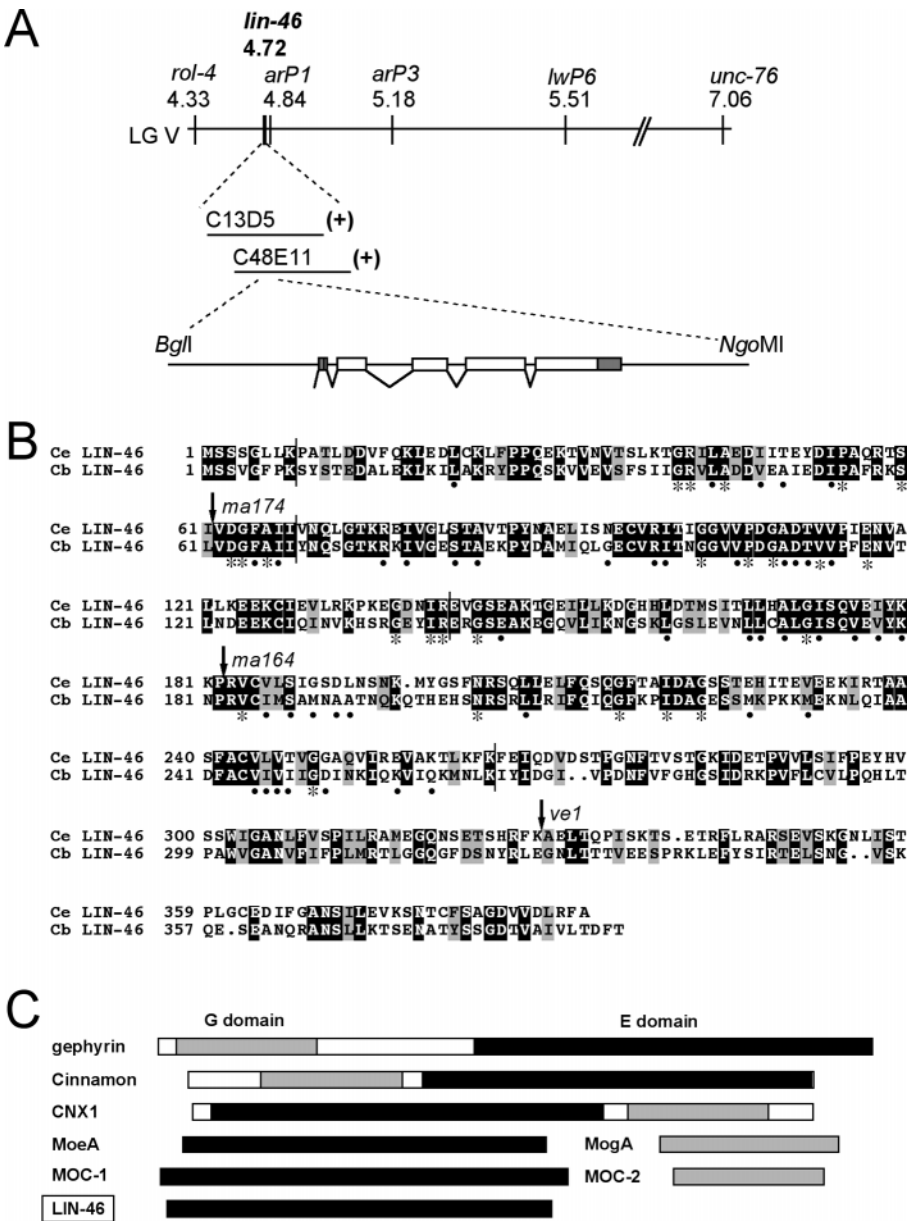 A
lin-46
4.72
rol-4 arP1 arP3 lwP6 unc-76
4.33 4.84 5.18 5.51 7.06
LG V
C13D5 (+)
C48E11 (+)
BglI NgoMI
B
Ce LIN-46 1 MSSSGLLKPATLDDVFQKLEDLCKLFPPQEKTVNVTSLKTGRILAEDIITEYDIPAQRTS
Cb LIN-46 1 MSSVGFPKSYSTEDALEKLKILAKRYPPQSKVVEVSFSIIGRVLADDVEAIEDIPAFRKS
ma174
Ce LIN-46 61 IVDGFAIIVNQLGTKREIVGLSTAVTPYNAELISNECVRITIGGVVPDGADTVVPIENVA
Cb LIN-46 61 LVDGFAIIYNQSGTKRKIVGESTAEKPYDAMIQLGECVRITNGGVVPDGADTVVPFENVT
Ce LIN-46 121 LLKEEKCIEVLRKPKEGDNIREVGSEAKTGEILLKDGHHLDTMSITLLHALGISQVEIYK
Cb LIN-46 121 LNDEEKCIQINVKHSRGEYIRERGSEAKEGQVLIKNGSKLGSLEVNLLCALGISQVEVYK
ma164
Ce LIN-46 181 KPRVCVLSIGSDLNSNK.MYGSFNRSQLLELFQSQGFTAIDAGSSTEHITEVEEKIRTAA
Cb LIN-46 181 NPRVCIMSAMNAATNQKQTHEHSNRSRLLRIFQIQGFKPIDAGESSMPKKMMEKNLQIAA
Ce LIN-46 240 SFACVLVTVGGAQVIREVAKTLKFKFEIQDVDSTPGNFTVSTGKIDETPVVLSIFPEYHV
Cb LIN-46 241 DFACVIVIIGDINKIQKVIQKMNLKIYIDGI..VPDNFVFGHGSIDRKPVFLCVLPQHLT
ve1
Ce LIN-46 300 SSWIGANLFVSPILRAMEGQNSETSHRFKAELTQPISKTS.ETRFLRARSEVSKGNLIST
Cb LIN-46 299 PAWVGANVFIFPLMRTLGGQGFDSNYRLEGNLTTTVEESPRKLEFYSIRTELSNG..VSK
Ce LIN-46 359 PLGCEDIFGANSILEVKSNTCFSAGDVVDLRFA
Cb LIN-46 357 QE.SEANQRANSLLKTSENATYSSGDTVAIVLTDFT
C
G domain E domain
gephyrin
Cinnamon
CNX1
MoeA MogA
MOC-1 MOC-2
LIN-46